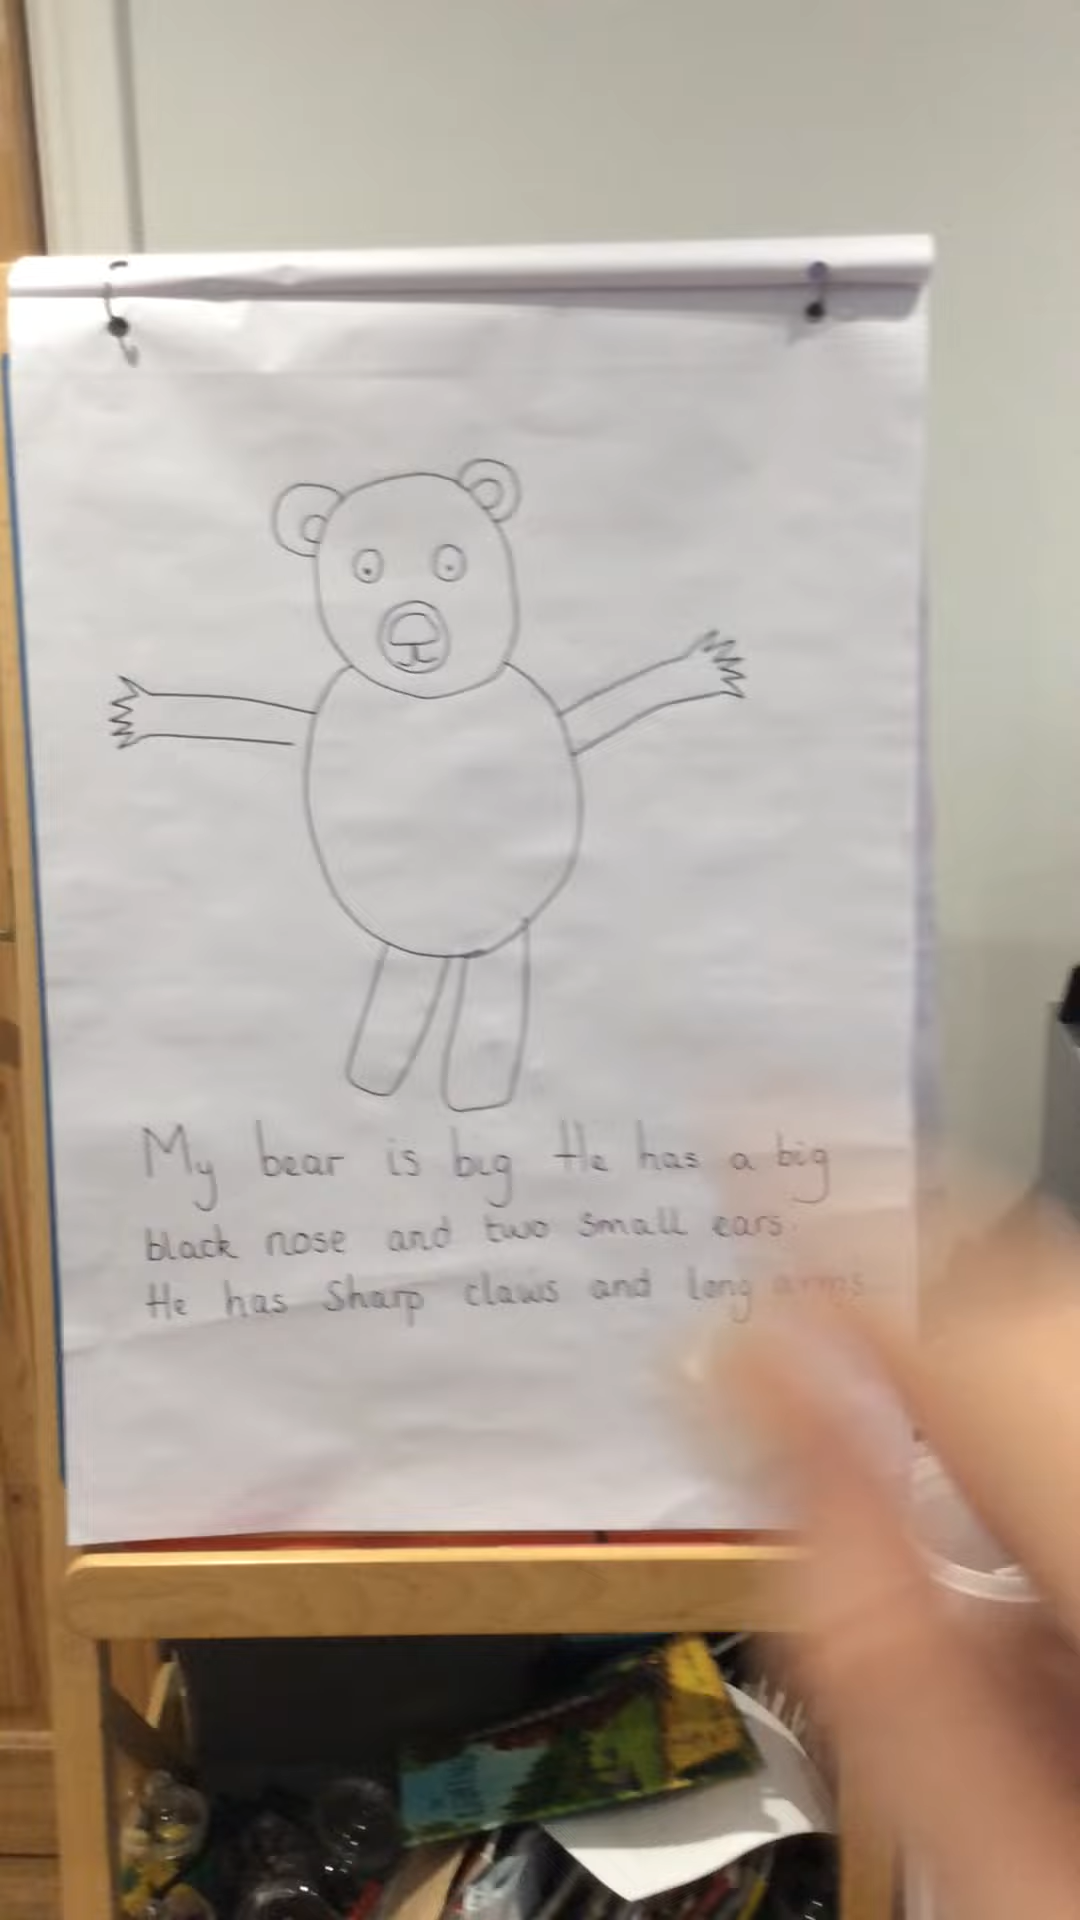 My bear is big He has a big
black nose and two small ears.
He has Sharp claws and long arms